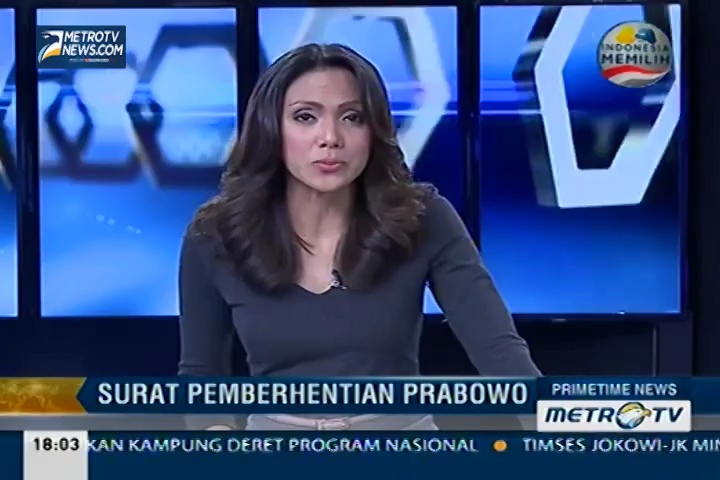 METROTV
NEWS.COM
INDONESIA
MEMILIH
SURAT PEMBERHENTIAN PRABOWO
PRIMETIME NEWS
METRO TV
18:03
KAN KAMPUNG DERET PROGRAM NASIONAL
TIMSES JOKOWI-JK MIN